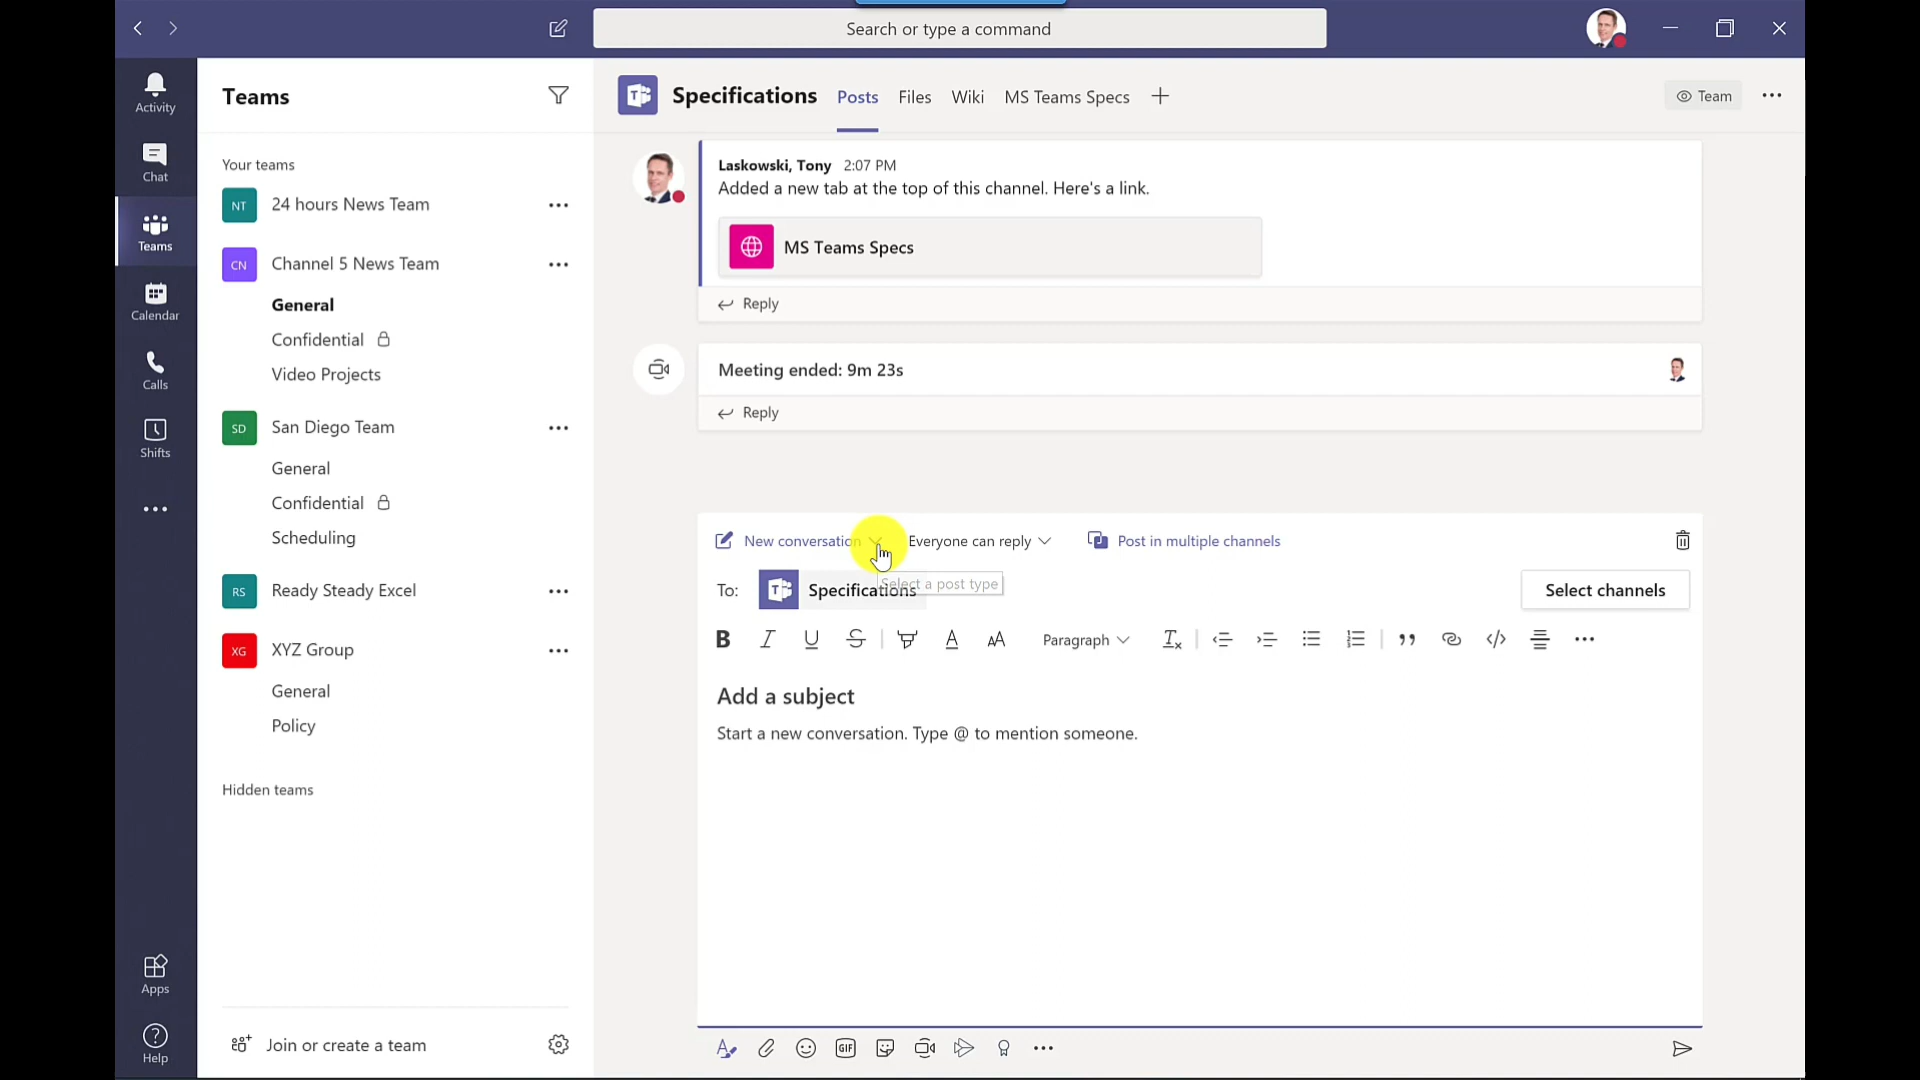 Search or type a command
Activity
Chat
Teams
Calendar
Calls
Shifts
Apps
Help
Teams
Your teams
NT 24 hours News Team
CN Channel 5 News Team
General
Confidential
Video Projects
SD San Diego Team
General
Confidential
Scheduling
RS Ready Steady Excel
XG XYZ Group
General
Policy
Hidden teams
Join or create a team
Specifications Posts Files Wiki MS Teams Specs
Team
Laskowski, Tony 2:07 PM
Added a new tab at the top of this channel. Here's a link.
MS Teams Specs
Reply
Meeting ended: 9m 23s
Reply
New conversation Everyone can reply Post in multiple channels
Select a post type
To: Specifications Select channels
B I U S A AA Paragraph
Add a subject
Start a new conversation. Type @ to mention someone.
GIF